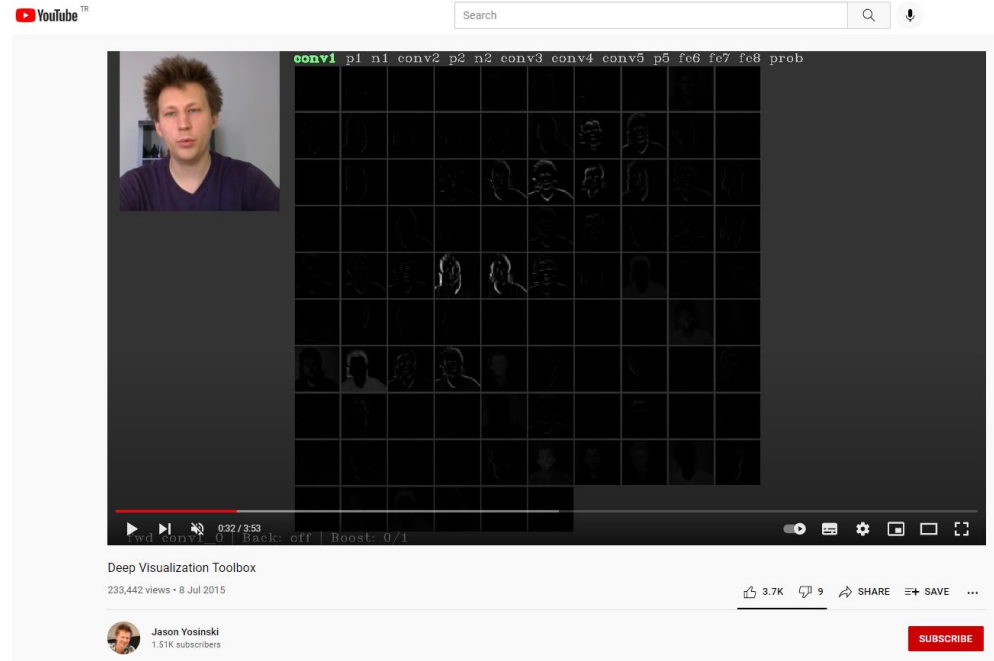 YouTube TR
Search
conv1 p1 n1 conv2 p2 n2 conv3 conv4 conv5 p5 fc6 fc7 fc8 prob
0:32 / 3:53
fwd conv1_0 | Back: off | Boost: 0/1
Deep Visualization Toolbox
233,442 views • 8 Jul 2015
3.7K 9 SHARE SAVE ...
Jason Yosinski
1.51K subscribers
SUBSCRIBE